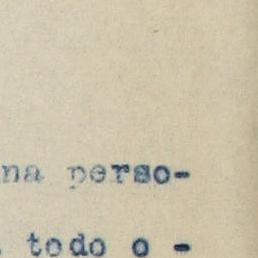 na perso-
todo o -